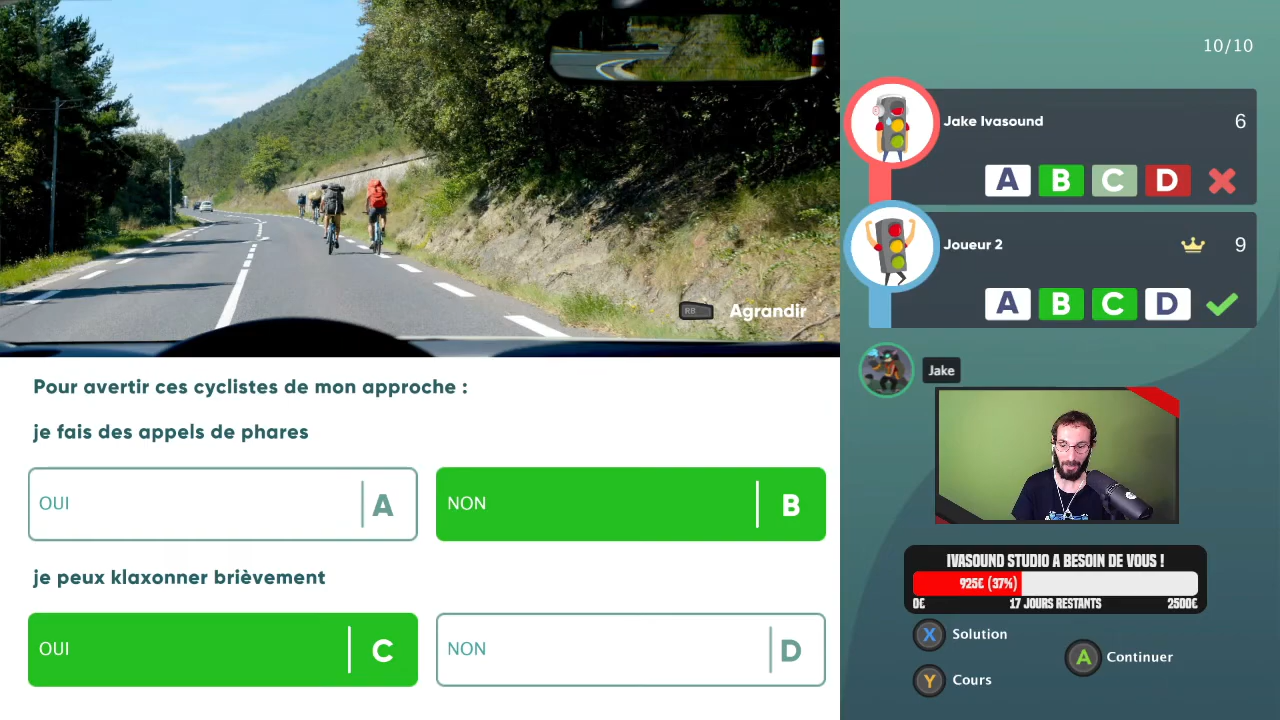 10/10
Jake Ivasound
6
A B C D
Joueur 2
9
A B C D
RB
Agrandir
Jake
Pour avertir ces cyclistes de mon approche :
je fais des appels de phares
OUI
A
NON
B
je peux klaxonner brièvement
OUI
C
NON
D
IVASOUND STUDIO A BESOIN DE VOUS !
925€ (37%)
0€
17 JOURS RESTANTS
2500€
X
Solution
A
Continuer
Y
Cours